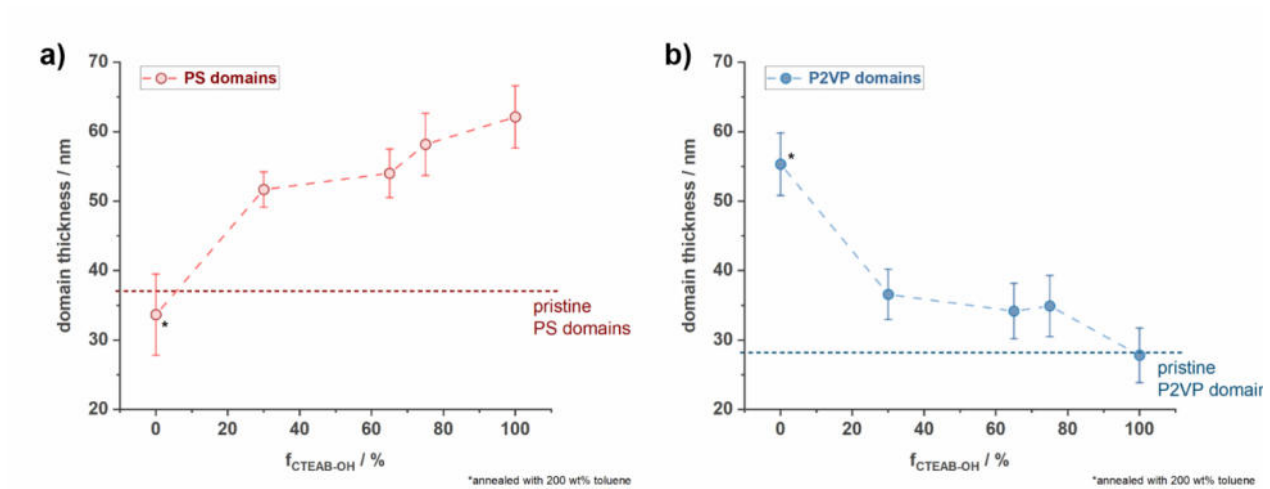 a)
PS domains
domain thickness / nm
70
60
50
40
30
20
pristine
PS domains
*
0
20
40
60
80
100
fCTEAB-OH / %
*annealed with 200 wt% toluene
b)
P2VP domains
domain thickness / nm
70
60
50
40
30
20
*
pristine
P2VP domain
0
20
40
60
80
100
fCTEAB-OH / %
*annealed with 200 wt% toluene